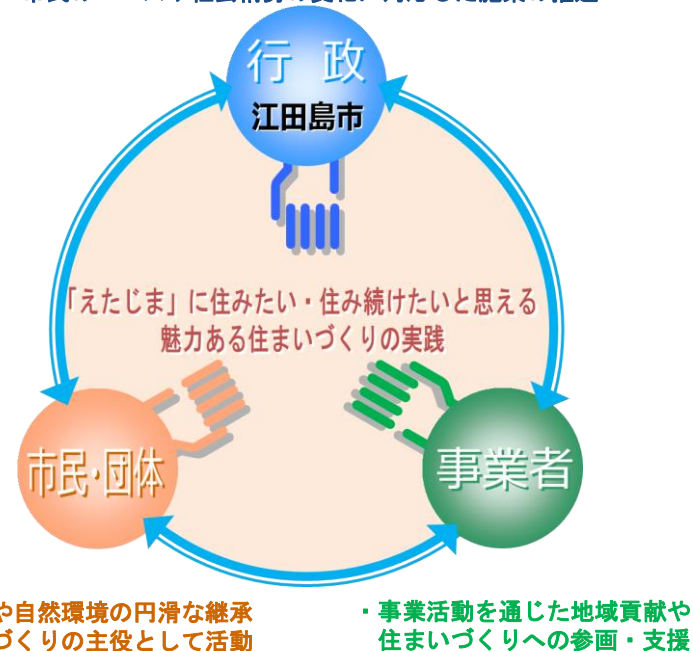 行 政
江田島市
「えたじま」に住みたい・住み続けたいと思える
魅力ある住まいづくりの実践
市民・団体
事業者
や自然環境の円滑な継承
づくりの主役として活動
・事業活動を通じた地域貢献や
住まいづくりへの参画・支援